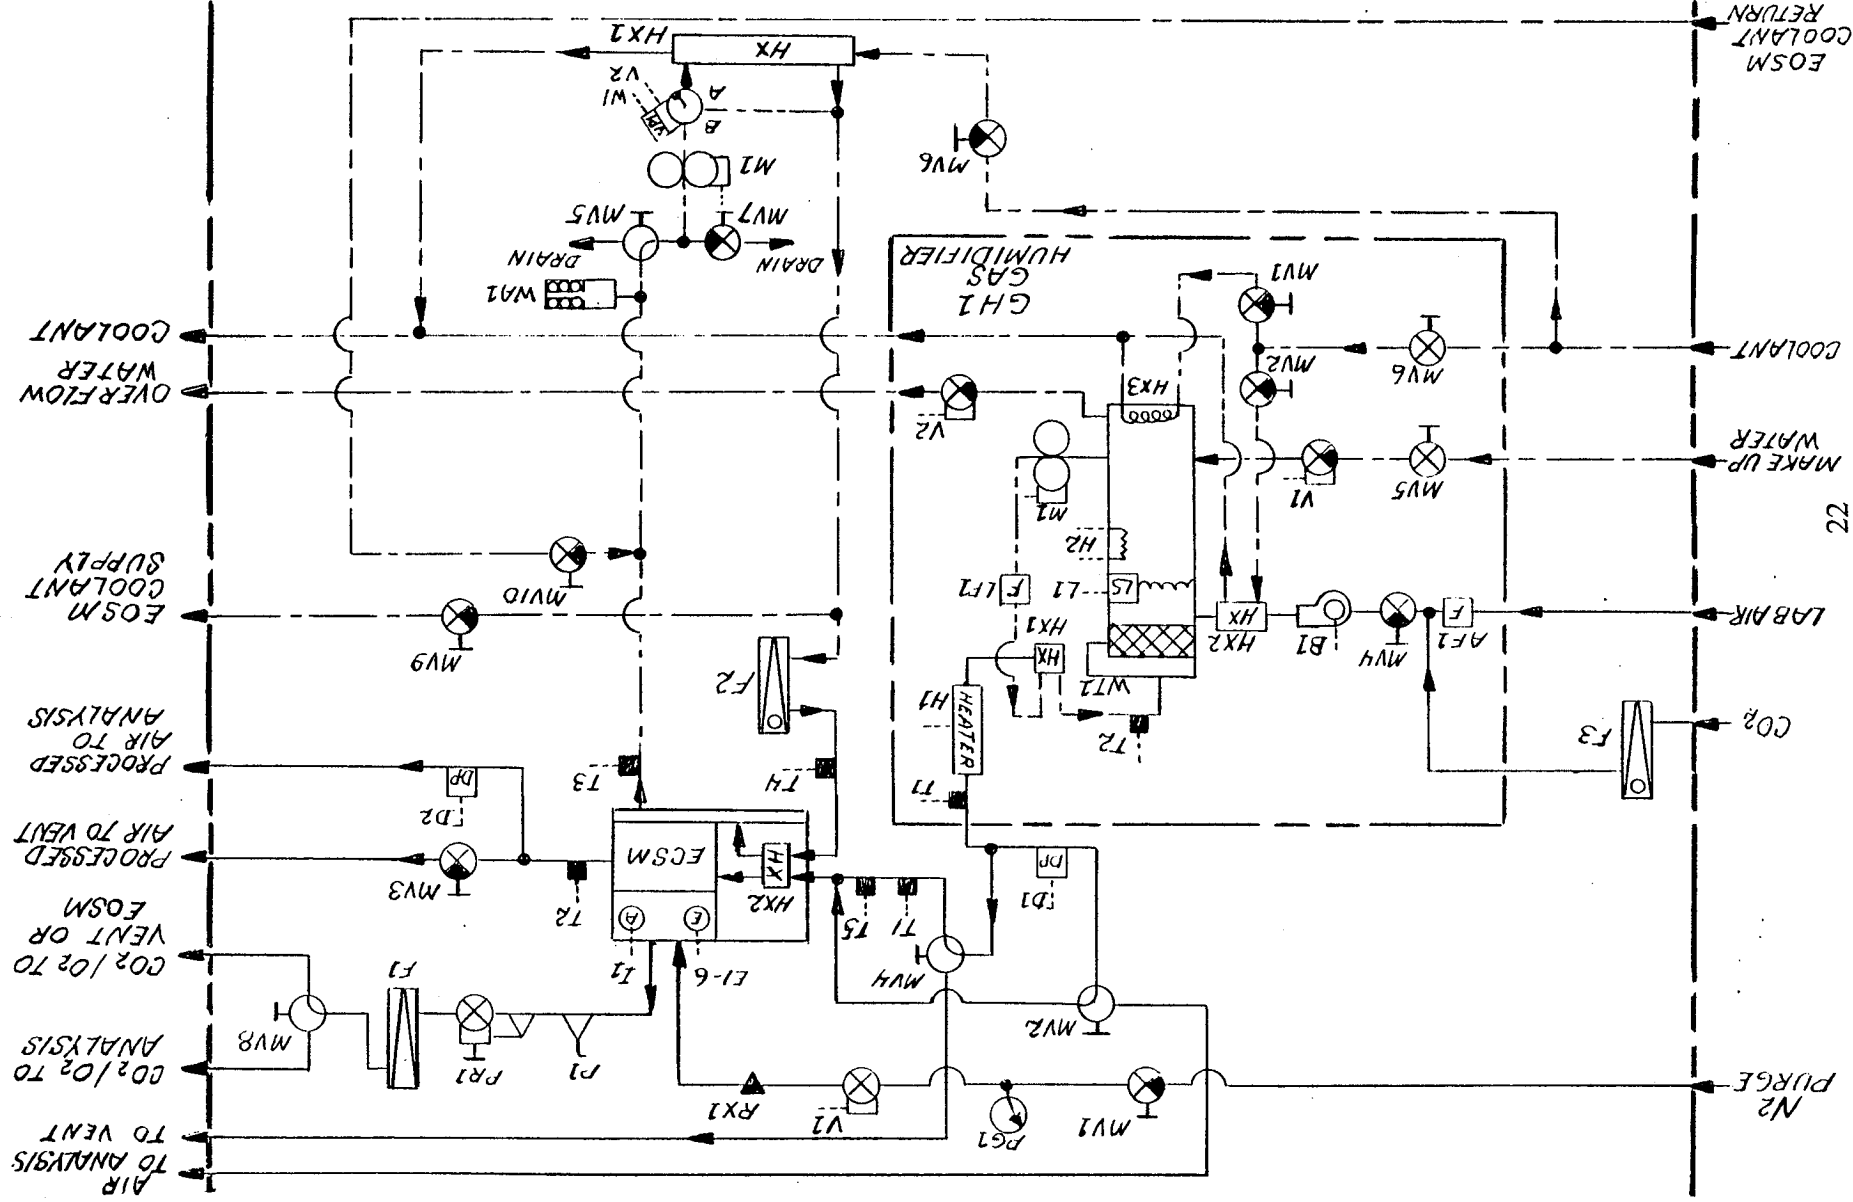 AIR
TO ANALYSIS
TO VENT
N2
PURGE
MV1
PG1
V1
RX1
CO2/O2 TO
ANALYSIS
MV2
P1
PR1
F1
MV8
CO2/O2 TO
VENT OR
EOSM
MV4
D1
DP
T1
T5
E1-6
I1
E
A
HX2
HX
ECSM
T2
MV3
PROCESSED
AIR TO VENT
D2
DP
PROCESSED
AIR TO
ANALYSIS
T1
T4
T3
CO2
F3
T2
HEATER
H1
F2
WT1
HX
HX1
MV9
EOSM
COOLANT
SUPPLY
LAB AIR
AF1
F
MV4
B1
HX2
HX
LS
L1
LF1
F
MV10
H2
M1
MAKE UP
WATER
MV5
V1
V2
OVERFLOW
WATER
HX3
COOLANT
MV6
MV2
MV1
COOLANT
GH1
GAS
HUMIDIFIER
WA1
DRAIN
DRAIN
MV7
MV5
M1
MV6
B
A
VPI
W1
V2
HX
HX1
EOSM
COOLANT
RETURN
22